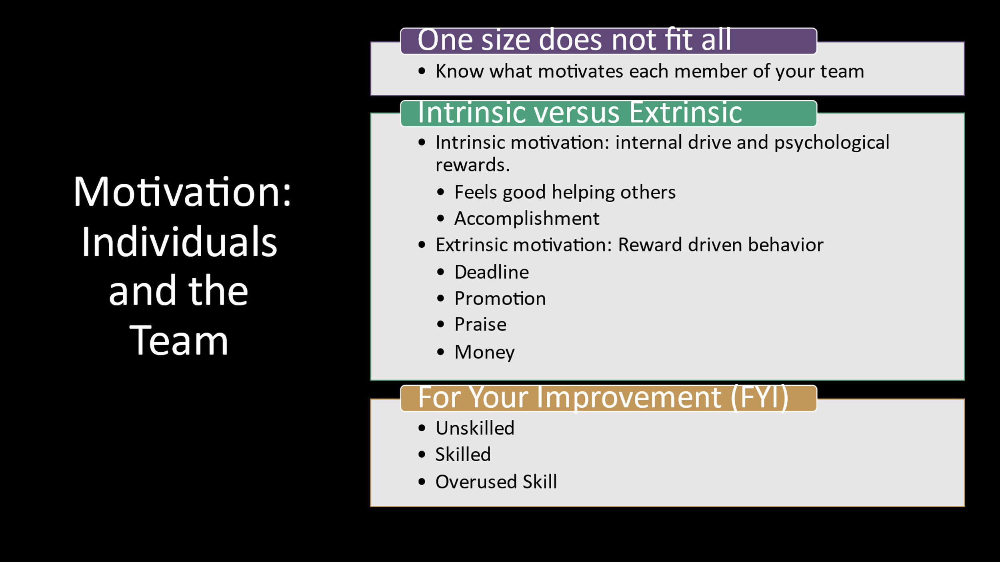 Motivation:
Individuals
and the
Team
One size does not fit all
• Know what motivates each member of your team
Intrinsic versus Extrinsic
• Intrinsic motivation: internal drive and psychological
rewards.
• Feels good helping others
• Accomplishment
• Extrinsic motivation: Reward driven behavior
• Deadline
• Promotion
• Praise
• Money
For Your Improvement (FYI)
• Unskilled
• Skilled
• Overused Skill